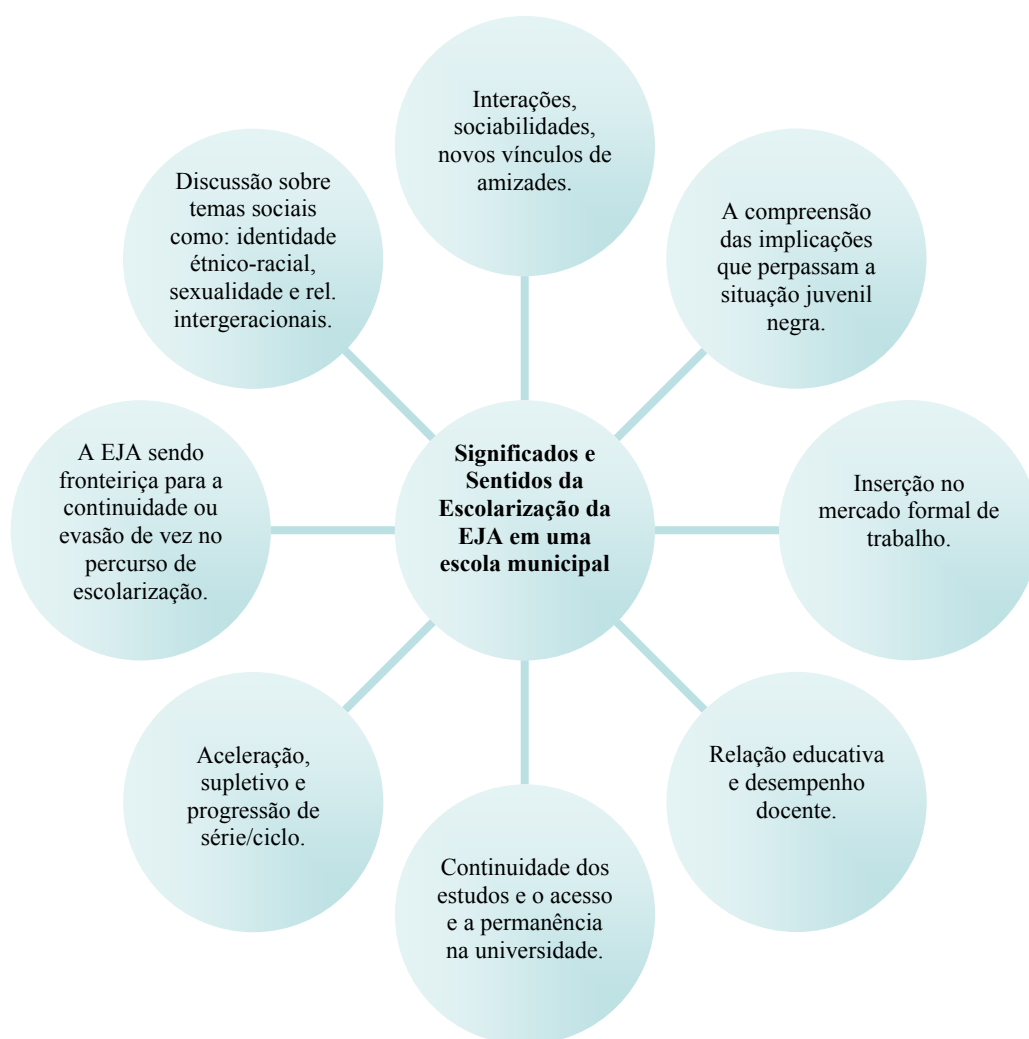 Interações,
sociabilidades,
novos vínculos de
amizades.
Discussão sobre
temas sociais
como: identidade
étnico-racial,
sexualidade e rel.
intergeracionais.
A compreensão
das implicações
que perpassam a
situação juvenil
negra.
A EJA sendo
fronteiriça para a
continuidade ou
evasão de vez no
percurso de
escolarização.
Significados e
Sentidos da
Escolarização da
EJA em uma
escola municipal
Inserção no
mercado formal de
trabalho.
Aceleração,
supletivo e
progressão de
série/ciclo.
Relação educativa
e desempenho
docente.
Continuidade dos
estudos e o acesso
e a permanência
na universidade.